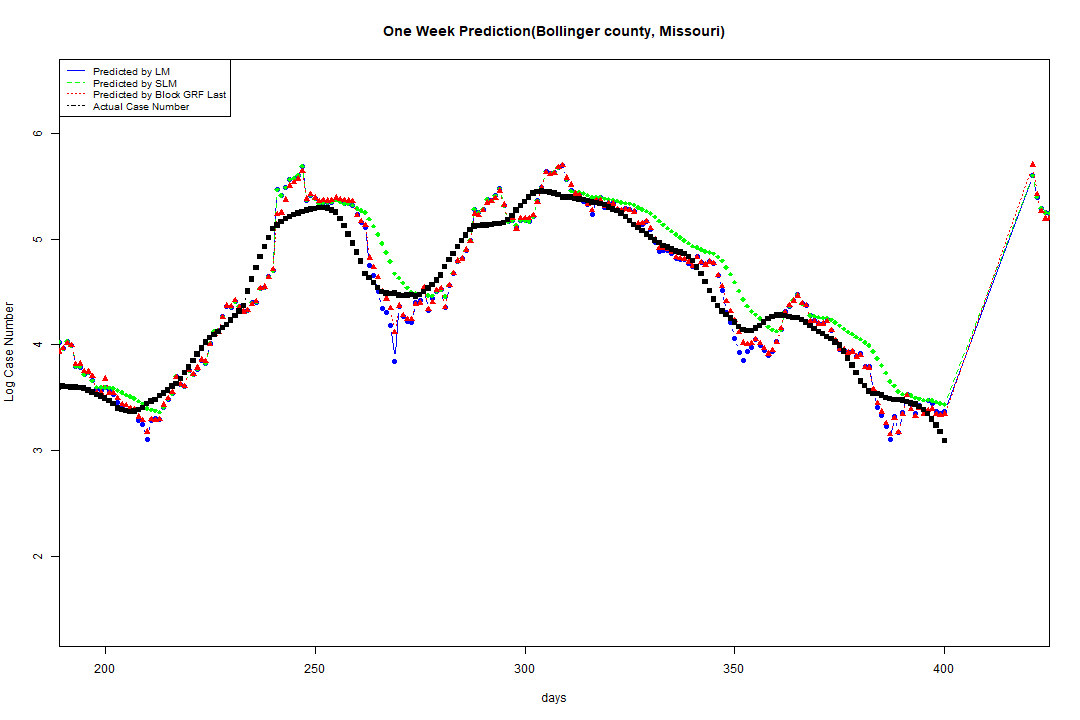 One Week Prediction(Bollinger county, Missouri)
Predicted by LM
Predicted by SLM
Predicted by Block GRF Last
Actual Case Number
6
5
4
3
2
Log Case Number
200 250 300 350 400
days